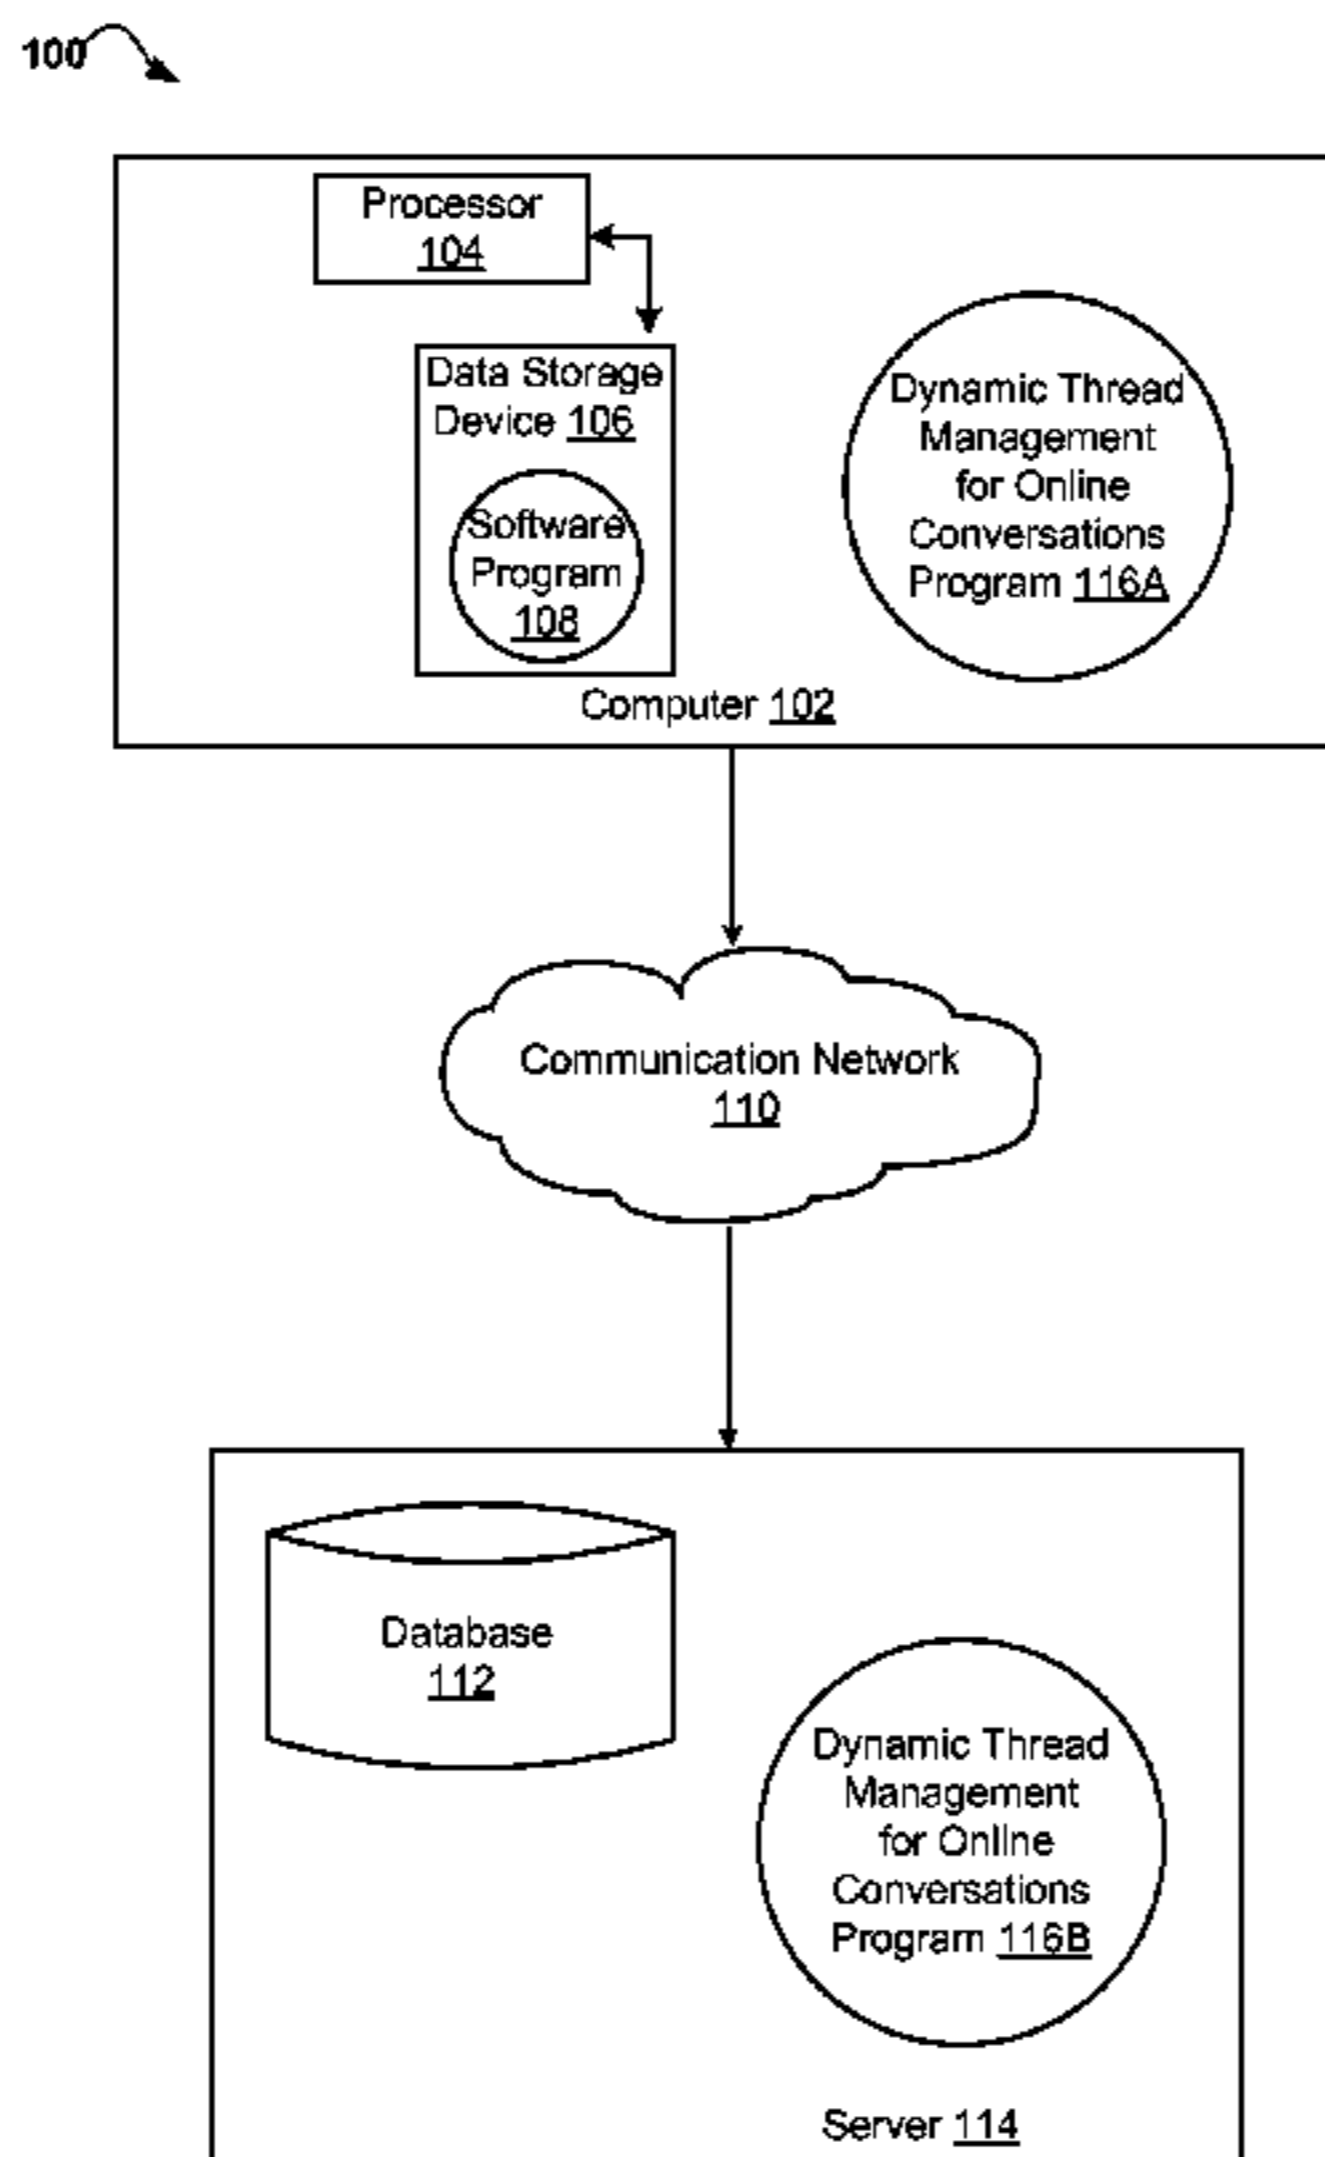 100
Processor
104
Data Storage
Device 106
Software
Program
108
Dynamic Thread
Management
for Online
Conversations
Program 116A
Computer 102
Communication Network
110
Database
112
Dynamic Thread
Management
for Online
Conversations
Program 116B
Server 114